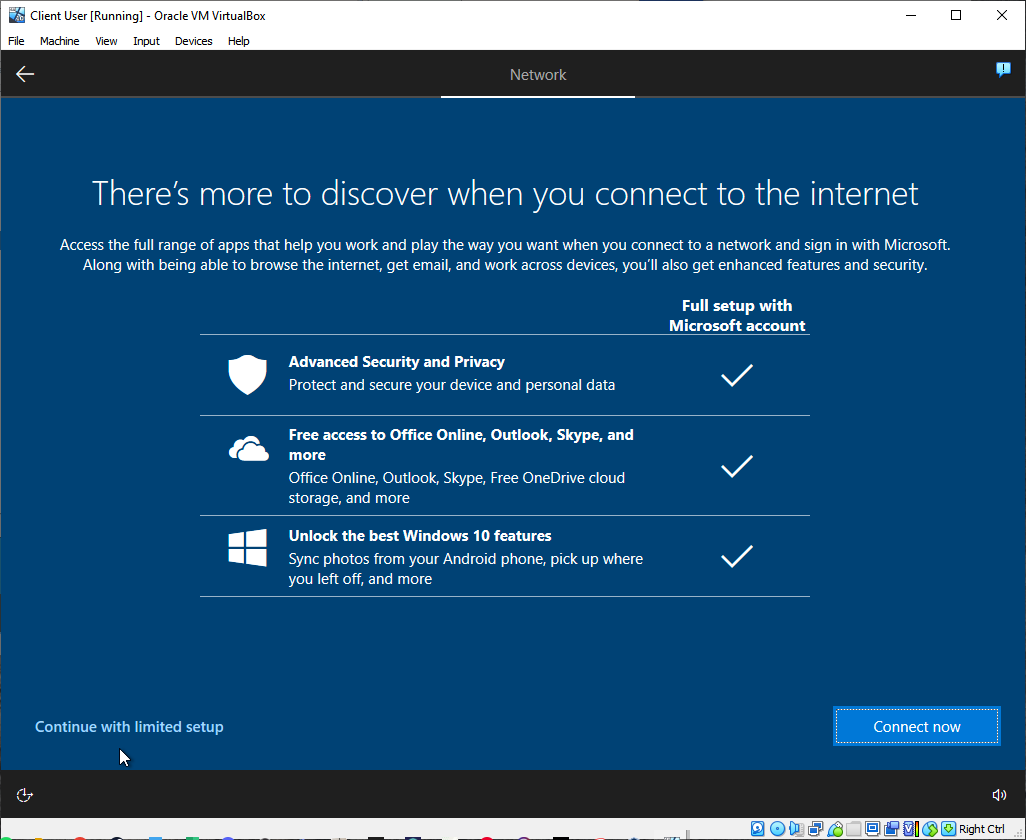 Client User [Running] - Oracle VM VirtualBox
File Machine View Input Devices Help
Network
There's more to discover when you connect to the internet
Access the full range of apps that help you work and play the way you want when you connect to a network and sign in with Microsoft.
Along with being able to browse the internet, get email, and work across devices, you'll also get enhanced features and security.
Full setup with
Microsoft account
Advanced Security and Privacy
Protect and secure your device and personal data
Free access to Office Online, Outlook, Skype, and
more
Office Online, Outlook, Skype, Free OneDrive cloud
storage, and more
Unlock the best Windows 10 features
Sync photos from your Android phone, pick up where
you left off, and more
Continue with limited setup
Connect now
Right Ctrl